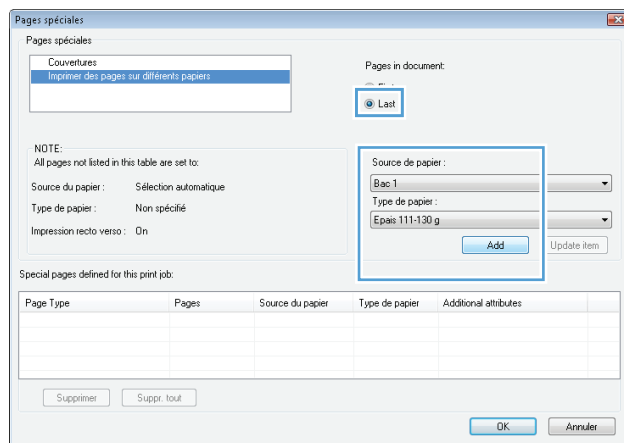 Pages spéciales
Pages spéciales
Couvertures
Imprimer des pages sur différents papiers
Pages in document:
Last
NOTE:
All pages not listed in this table are set to:
Source du papier : Sélection automatique
Type de papier : Non spécifié
Impression recto verso : On
Source de papier :
Bac 1
Type de papier :
Epais 111-130 g
Add Update item
Special pages defined for this print job:
Page Type Pages Source du papier Type de papier Additional attributes
Supprimer Suppr. tout
OK Annuler